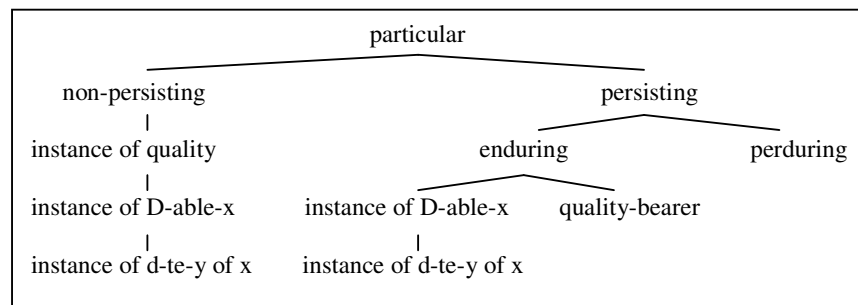 particular
non-persisting persisting
instance of quality enduring perduring
instance of D-able-x instance of D-able-x quality-bearer
instance of d-te-y of x instance of d-te-y of x